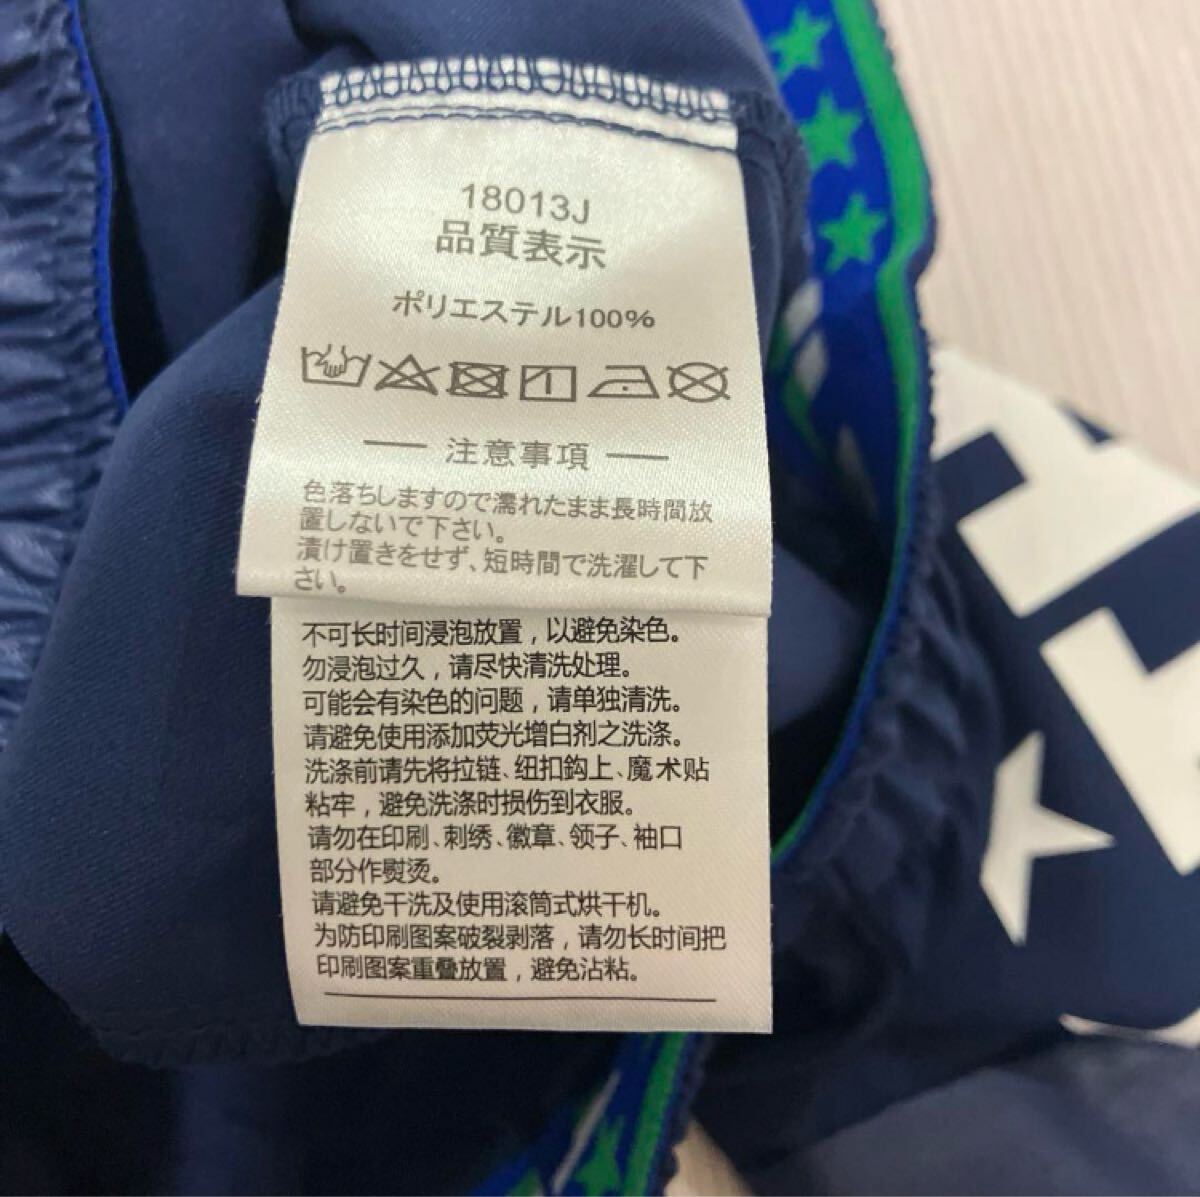 18013J
品質表示
ポリエステル100%
注意事項
色落ちしますので濡れたまま長時間放
置しないで下さい。
漬け置きをせず、短時間で洗濯して下
さい。
不可长时间浸泡放置，以避免染色。
勿浸泡过久，请尽快清洗处理。
可能会有染色的问题，请单独清洗。
请避免使用添加荧光增白剂之洗涤。
洗涤前请先将拉链、纽扣鈎上、魔术贴
粘牢，避免洗涤时损伤到衣服。
请勿在印刷、刺绣、徽章、领子、袖口
部分作熨烫。
请避免干洗及使用滚筒式烘干机。
为防印刷图案破裂剥落，请勿长时间把
印刷图案重叠放置，避免沾粘。